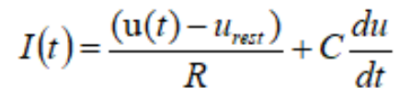 I(t) = (u(t) − u_rest) / R + C du/dt